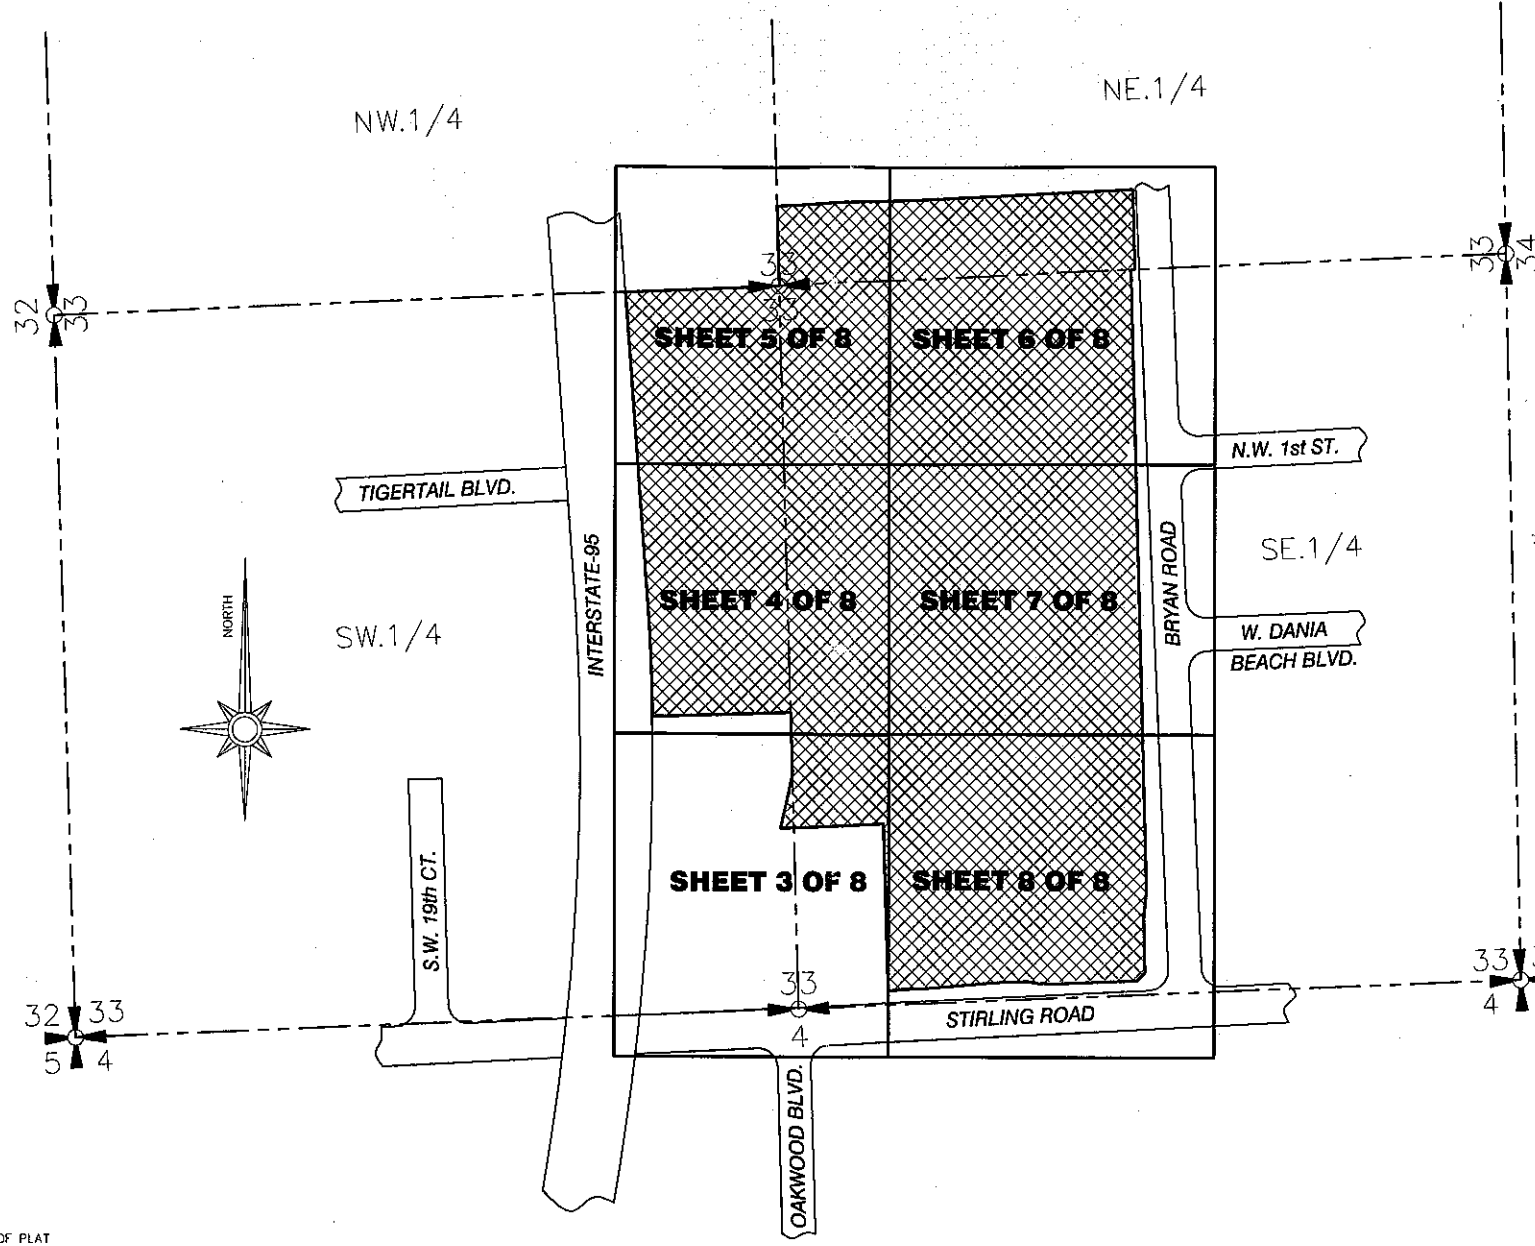 NE.1/4
NW.1/4
33
33
34
33
33
32
33
SHEET 5 OF 8
SHEET 6 OF 8
N.W. 1st ST.
TIGERTAIL BLVD.
INTERSTATE-95
BRYAN ROAD
SE.1/4
NORTH
SHEET 4 OF 8
SHEET 7 OF 8
SW.1/4
W. DANIA
BEACH BLVD.
S.W. 19th CT.
SHEET 3 OF 8
SHEET 8 OF 8
33
33
4
32
33
5
4
4
STIRLING ROAD
OAKWOOD BLVD.
OF PLAT